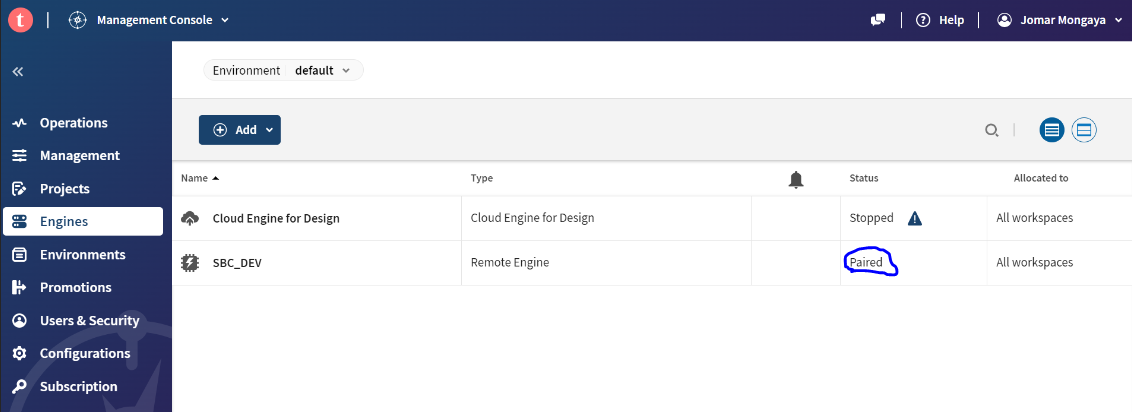 t Management Console Help Jomar Mongaya
Environment default
Operations
Management
Projects
Engines
Environments
Promotions
Users & Security
Configurations
Subscription
Add
Name Type Status Allocated to
Cloud Engine for Design Cloud Engine for Design Stopped All workspaces
SBC_DEV Remote Engine Paired All workspaces